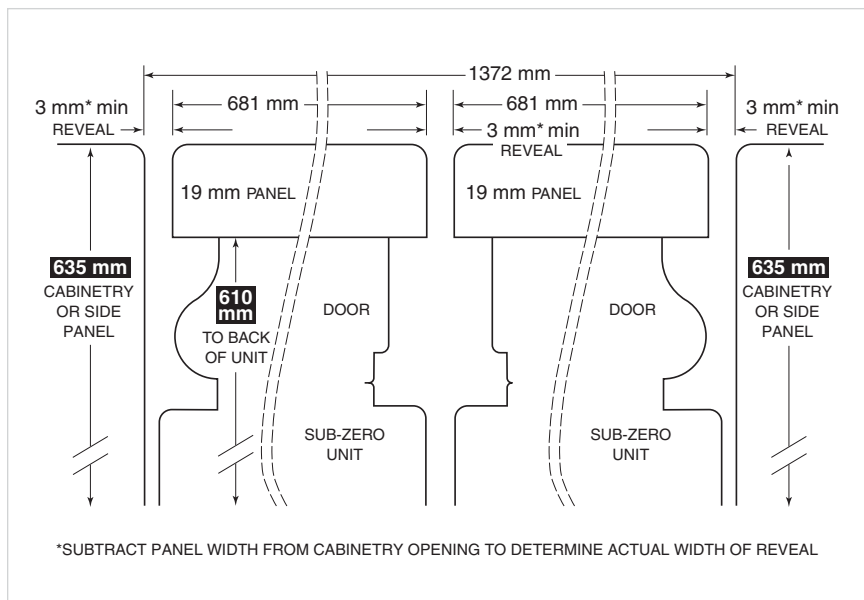 1372 mm
681 mm
681 mm
3 mm* min
REVEAL
3 mm* min
REVEAL
3 mm* min
REVEAL
19 mm PANEL
19 mm PANEL
635 mm
CABINETRY
OR SIDE
PANEL
610
mm
TO BACK
OF UNIT
DOOR
DOOR
635 mm
CABINETRY
OR SIDE
PANEL
SUB-ZERO
UNIT
SUB-ZERO
UNIT
*SUBTRACT PANEL WIDTH FROM CABINETRY OPENING TO DETERMINE ACTUAL WIDTH OF REVEAL